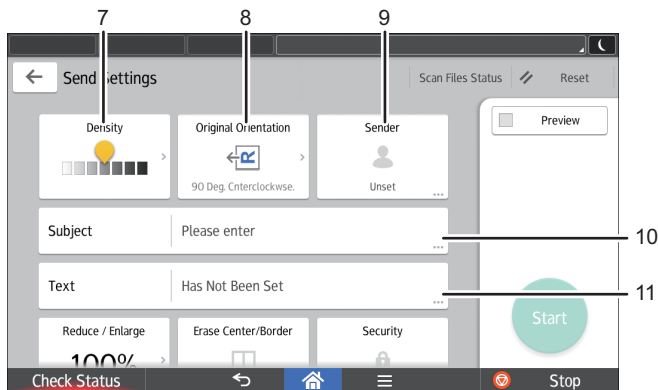 7 8 9
Send Settings Scan Files Status Reset
Density Original Orientation Sender Preview
R
90 Deg. Cnterclockwse. Unset
Subject Please enter 10
Text Has Not Been Set 11
Start
Reduce / Enlarge Erase Center/Border Security
100%
Check Status Stop